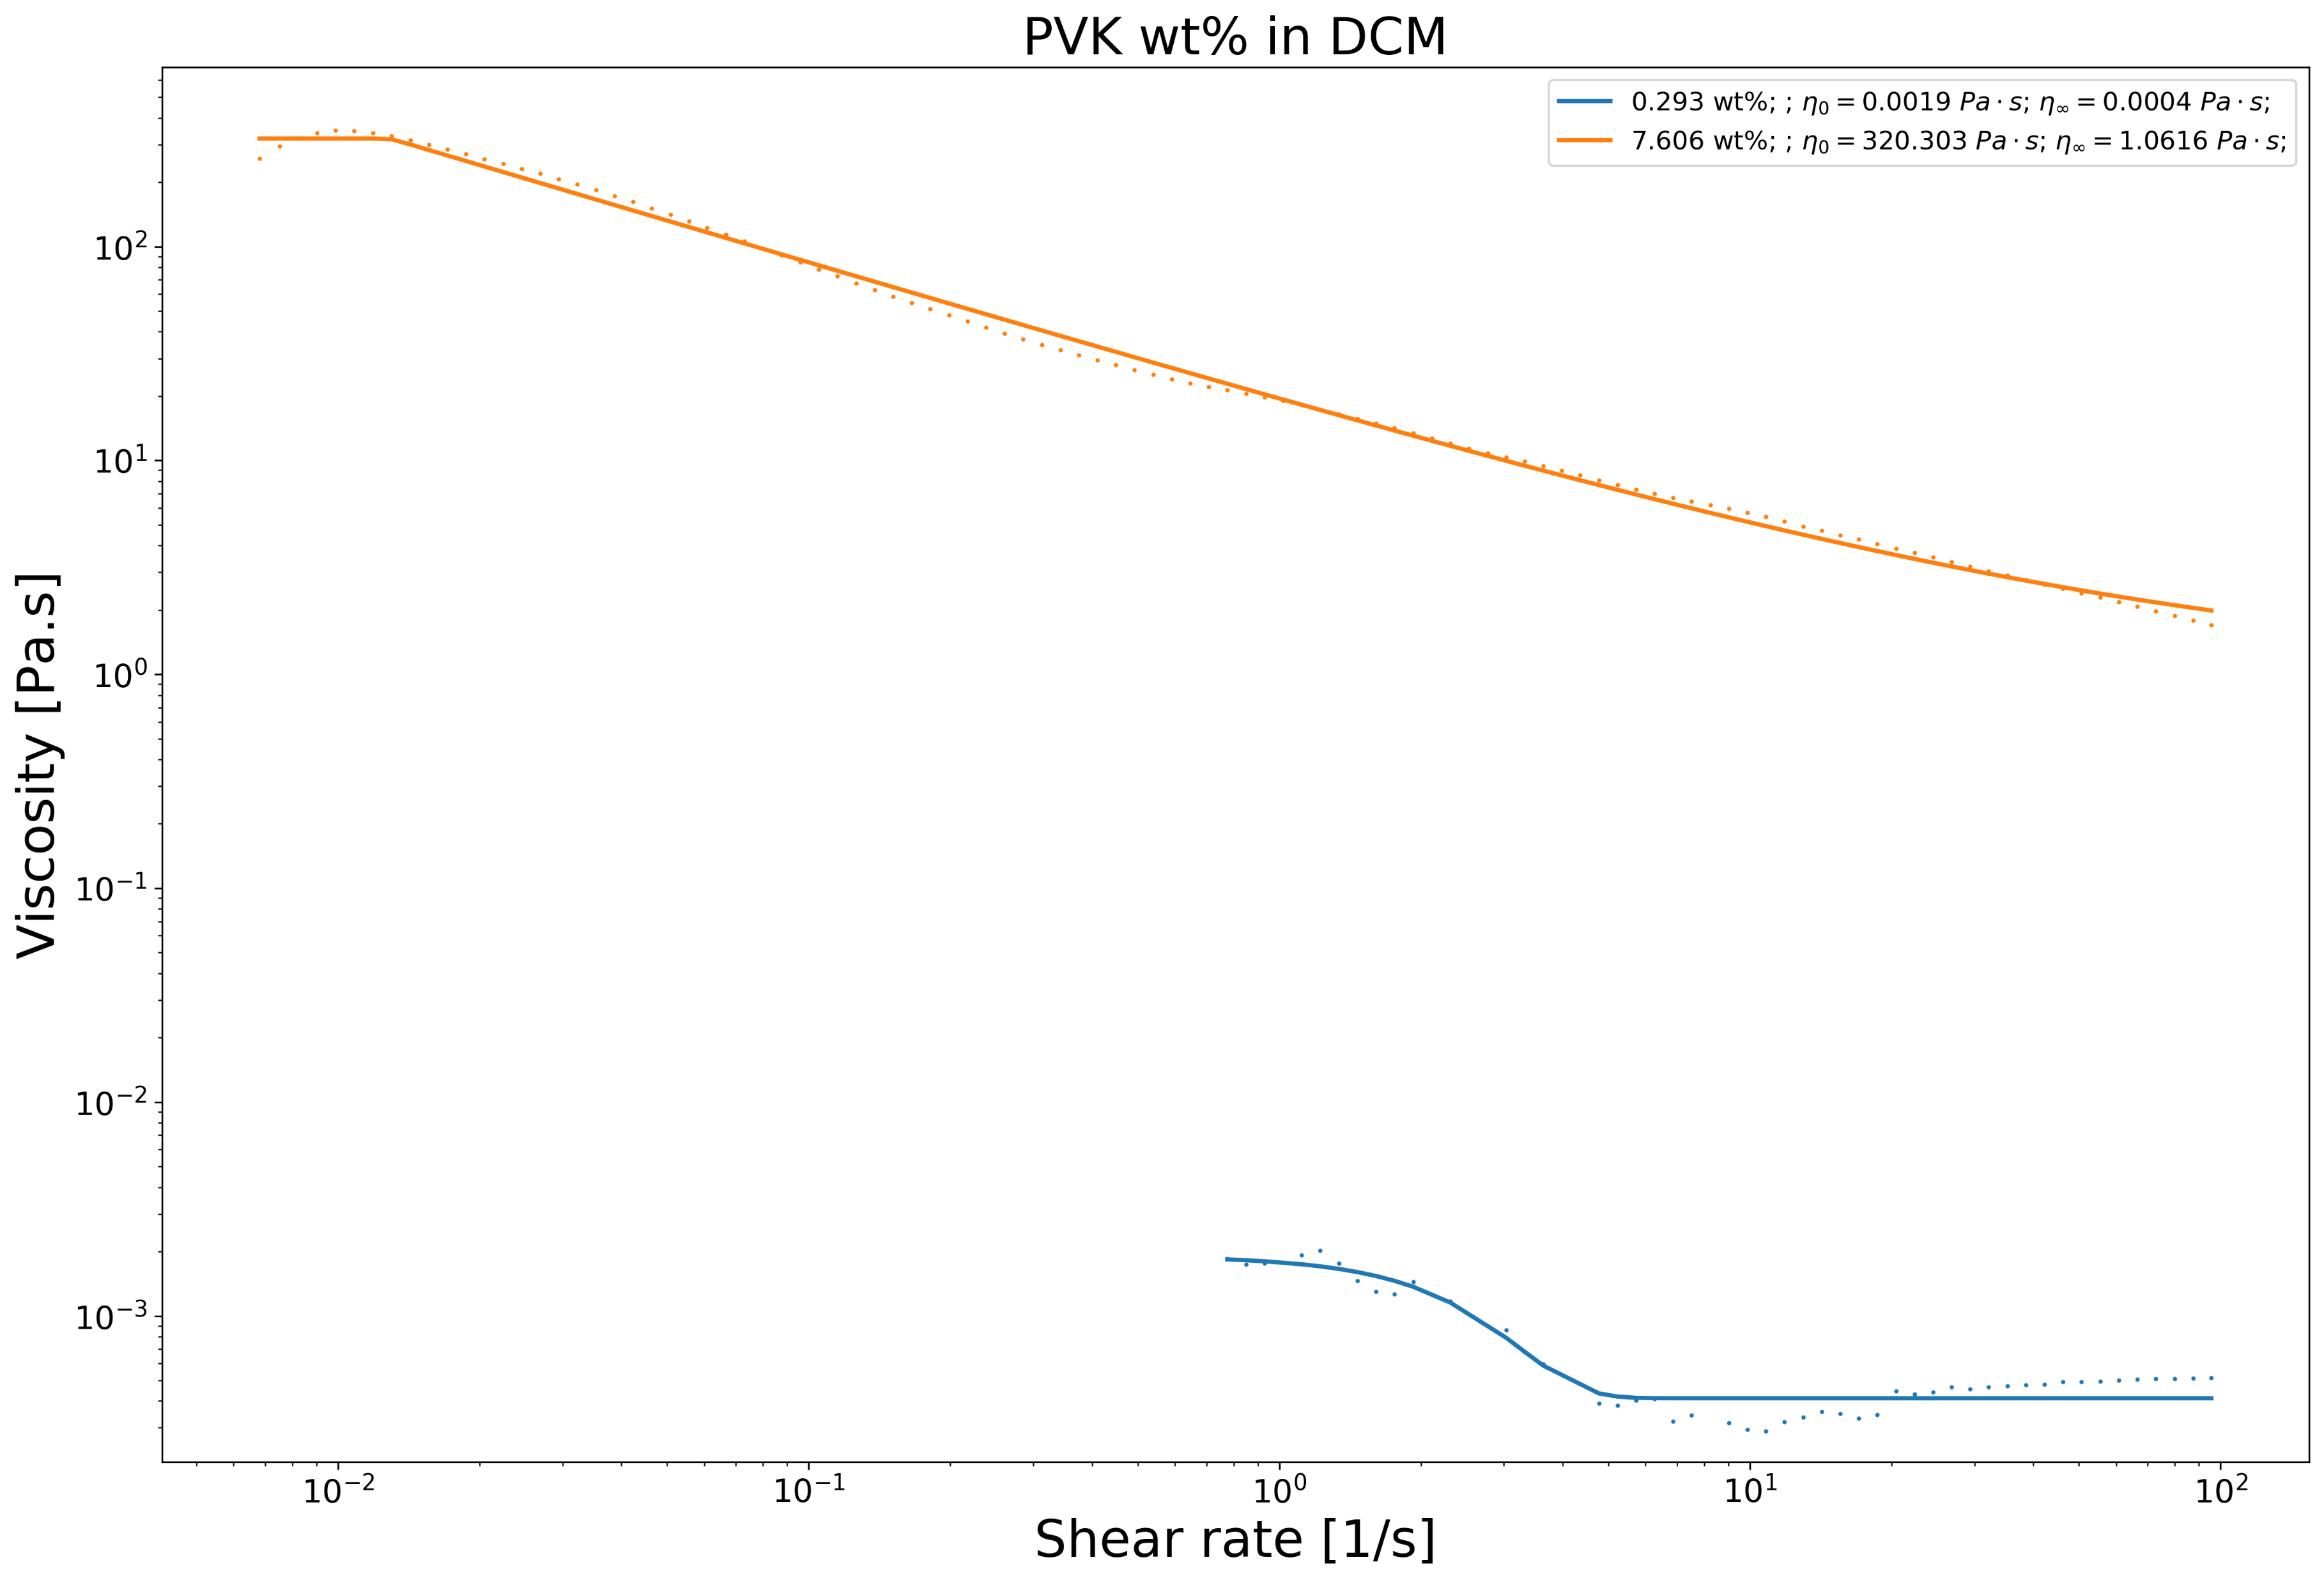 PVK wt% in DCM
0.293 wt%; ; η₀ = 0.0019 Pa · s; η∞ = 0.0004 Pa · s;
7.606 wt%; ; η₀ = 320.303 Pa · s; η∞ = 1.0616 Pa · s;
Viscosity [Pa.s]
10²
10¹
10⁰
10⁻¹
10⁻²
10⁻³
10⁻² 10⁻¹ 10⁰ 10¹ 10²
Shear rate [1/s]